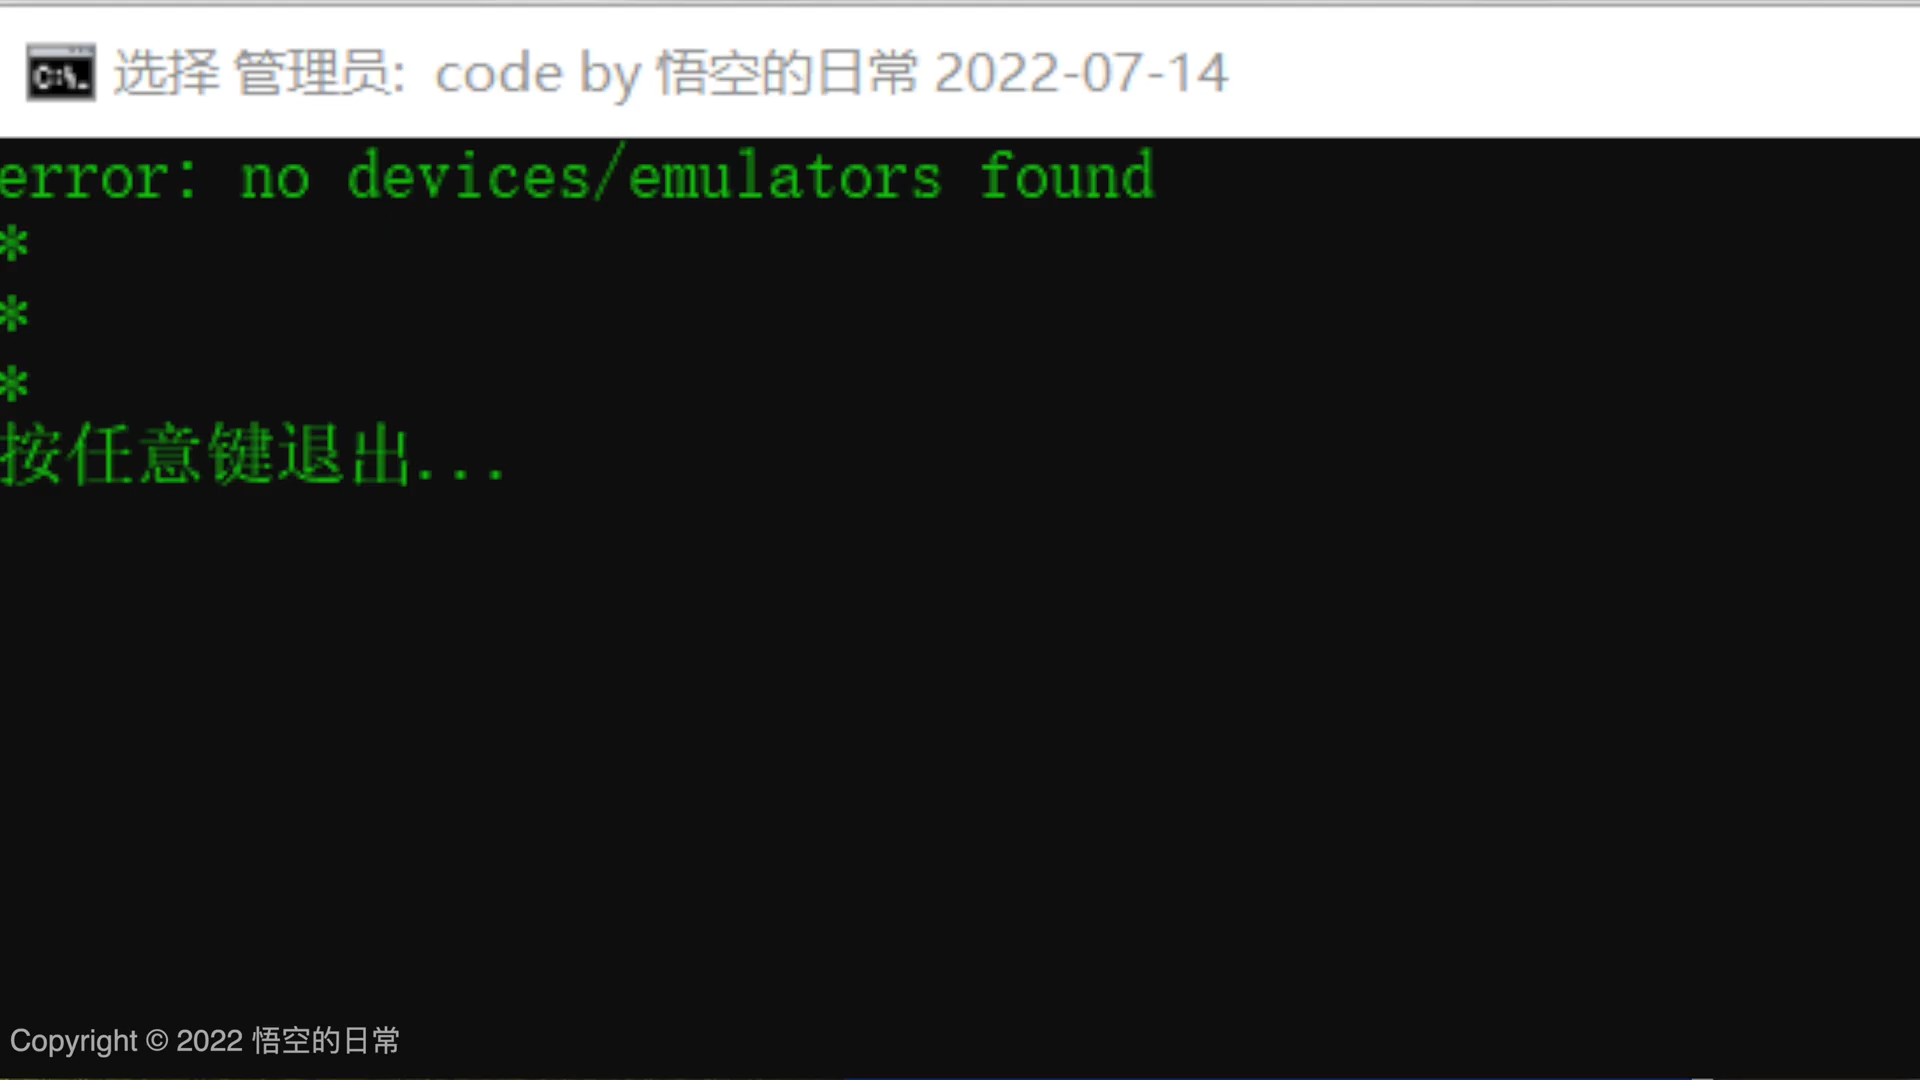 选择 管理员: code by 悟空的日常 2022-07-14
error: no devices/emulators found
*
*
*
按任意键退出...
Copyright © 2022 悟空的日常